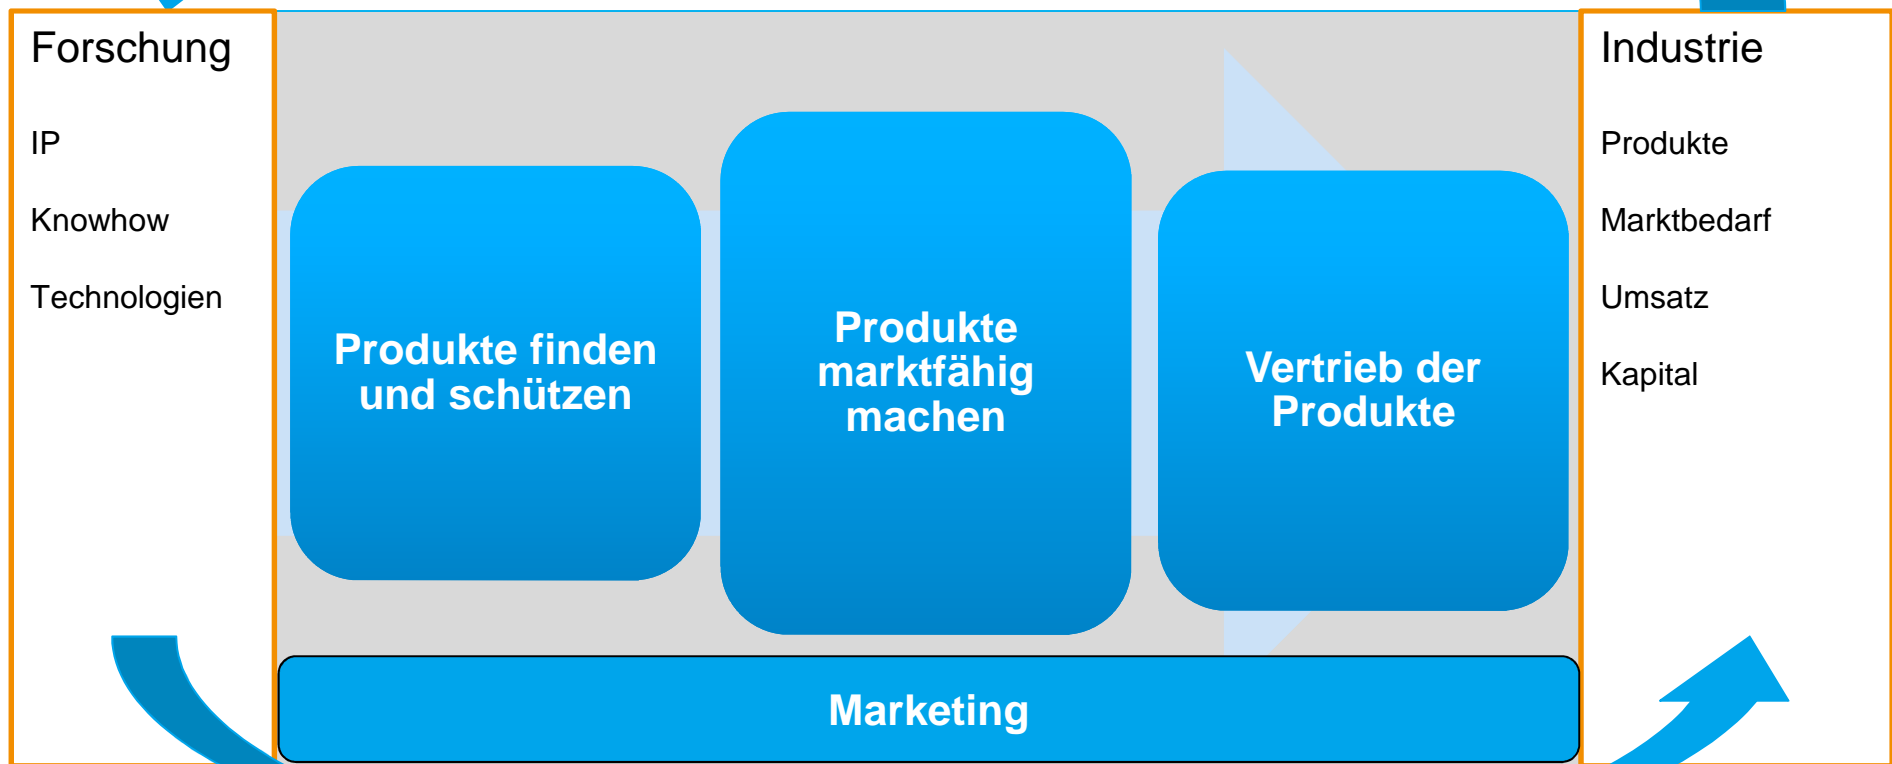 Forschung
IP
Knowhow
Technologien
Produkte finden
und schützen
Produkte
marktfähig
machen
Vertrieb der
Produkte
Marketing
Industrie
Produkte
Marktbedarf
Umsatz
Kapital